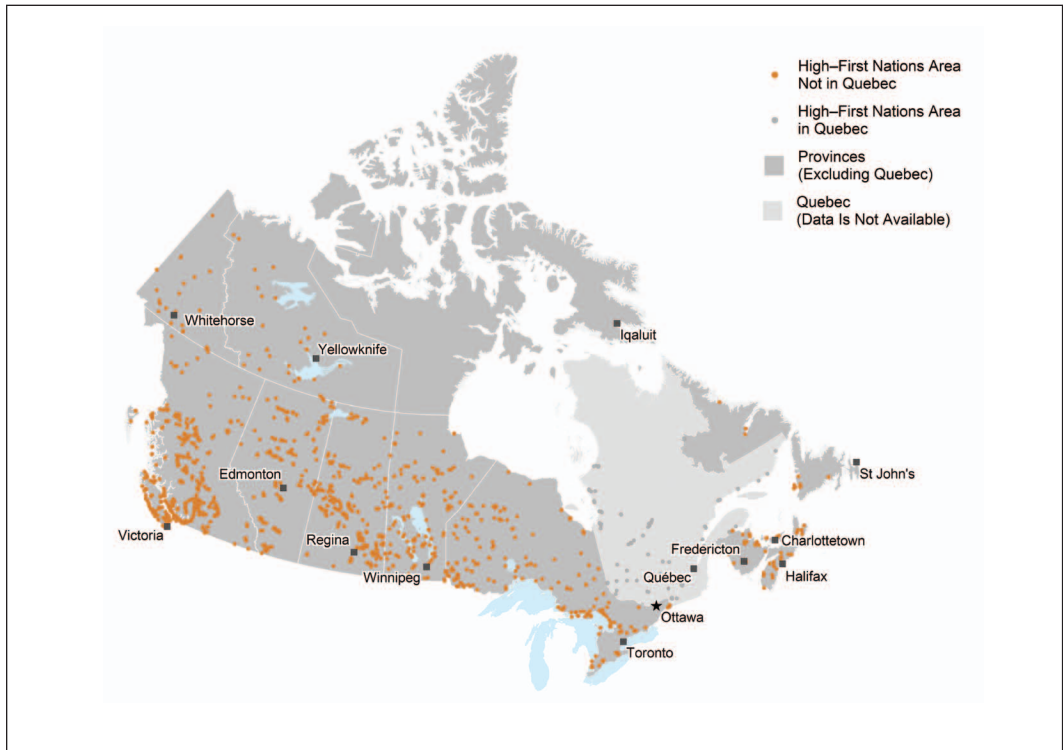 High–First Nations Area
Not in Quebec
High–First Nations Area
in Quebec
Provinces
(Excluding Quebec)
Quebec
(Data Is Not Available)
Whitehorse
Iqaluit
Yellowknife
Edmonton
St John's
Victoria
Regina
Winnipeg
Fredericton
Charlottetown
Québec
Halifax
Ottawa
Toronto